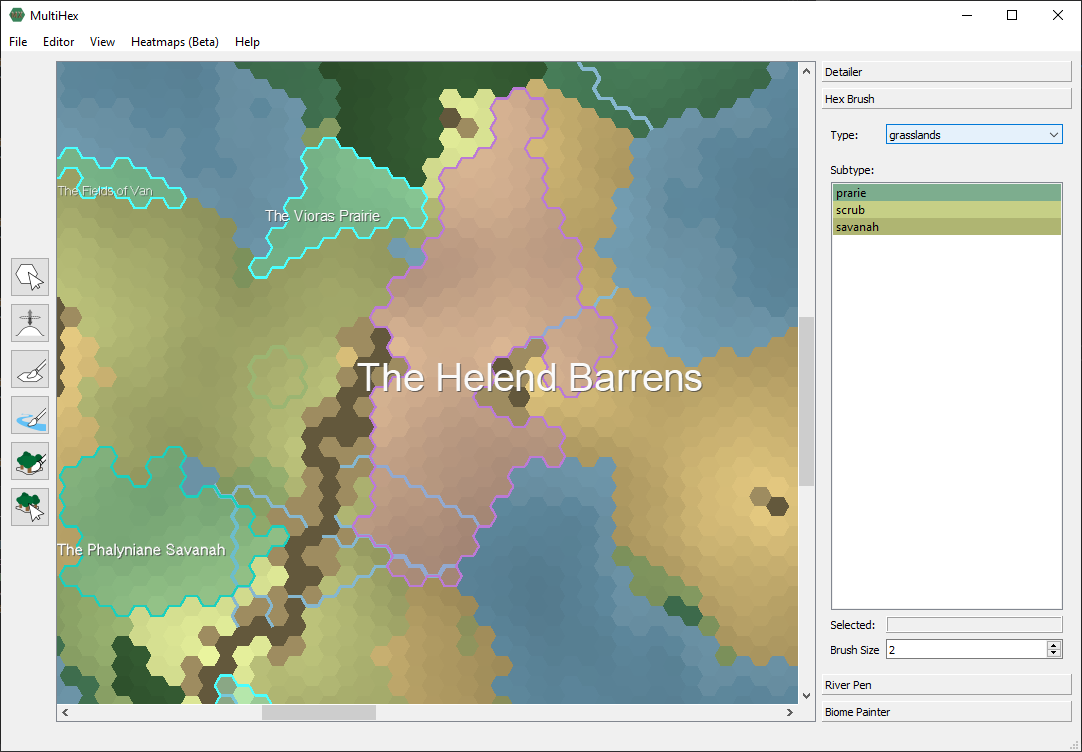 MultiHex
File Editor View Heatmaps (Beta) Help
Detailer
Hex Brush
Type: grasslands
Subtype:
prarie
scrub
savanah
The Fields of Van
The Vioras Prairie
The Helend Barrens
The Phalyniane Savanah
Selected:
Brush Size 2
River Pen
Biome Painter